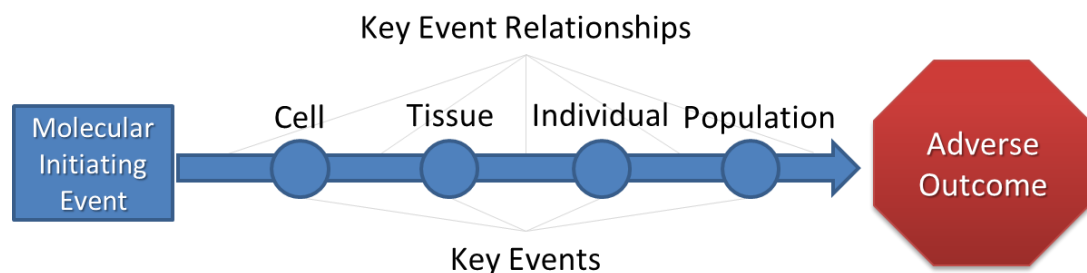 Key Event Relationships
Molecular
Initiating
Event
Cell
Tissue
Individual
Population
Adverse
Outcome
Key Events